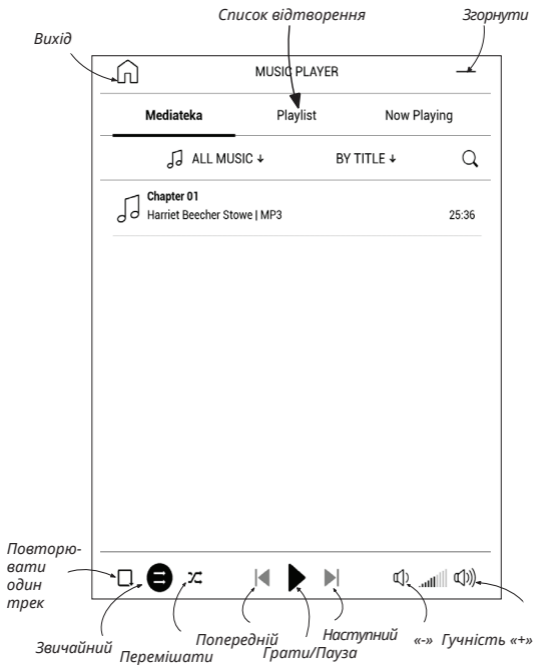 Список відтворення
Згорнути
Вихід
MUSIC PLAYER
Mediateka Playlist Now Playing
ALL MUSIC ↓ BY TITLE ↓
Chapter 01
Harriet Beecher Stowe | MP3 25:36
Повторю-
вати
один
трек
Звичайний
Перемішати
Попередній
Грати/Пауза
Наступний
«-» Гучність «+»